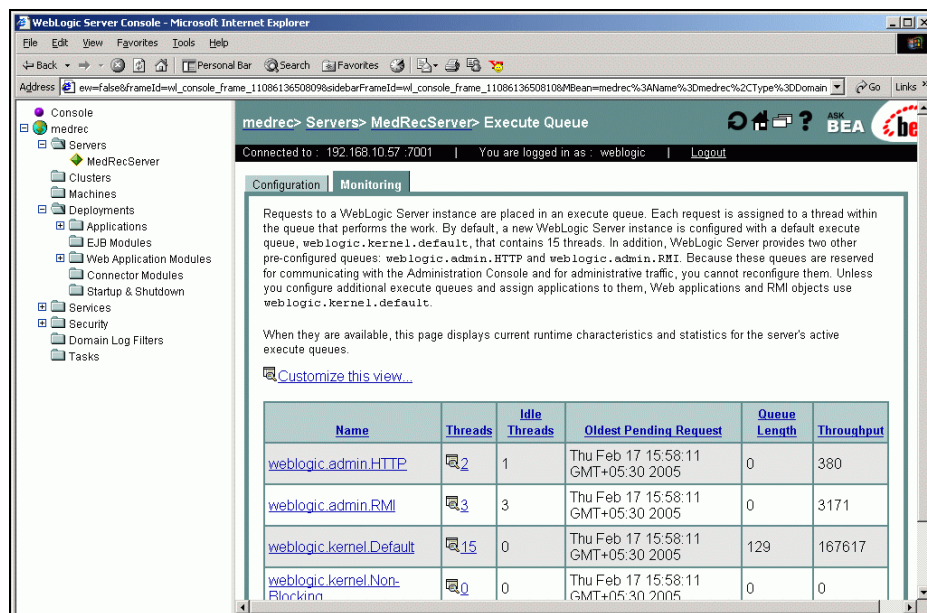 WebLogic Server Console - Microsoft Internet Explorer
File Edit View Favorites Tools Help
Back Personal Bar Search Favorites
Address ew=false&frameId=wl_console_frame_1108613650809&sidebarFrameId=wl_console_frame_1108613650810&MBean=medrec%3AName%3Dmedrec%2CType%3DDomain Go Links
Console
medrec
Servers
MedRecServer
Clusters
Machines
Deployments
Applications
EJB Modules
Web Application Modules
Connector Modules
Startup & Shutdown
Services
Security
Domain Log Filters
Tasks
medrec> Servers> MedRecServer> Execute Queue
ASK BEA
be
Connected to : 192.168.10.57 :7001 | You are logged in as : weblogic | Logout
Configuration Monitoring
Requests to a WebLogic Server instance are placed in an execute queue. Each request is assigned to a thread within
the queue that performs the work. By default, a new WebLogic Server instance is configured with a default execute
queue, weblogic.kernel.default, that contains 15 threads. In addition, WebLogic Server provides two other
pre-configured queues: weblogic.admin.HTTP and weblogic.admin.RMI. Because these queues are reserved
for communicating with the Administration Console and for administrative traffic, you cannot reconfigure them. Unless
you configure additional execute queues and assign applications to them, Web applications and RMI objects use
weblogic.kernel.default.
When they are available, this page displays current runtime characteristics and statistics for the server's active
execute queues.
Customize this view...
Name Threads Idle Threads Oldest Pending Request Queue Length Throughput
weblogic.admin.HTTP 2 1 Thu Feb 17 15:58:11 GMT+05:30 2005 0 380
weblogic.admin.RMI 3 3 Thu Feb 17 15:58:11 GMT+05:30 2005 0 3171
weblogic.kernel.Default 15 0 Thu Feb 17 15:58:11 GMT+05:30 2005 129 167617
weblogic.kernel.Non-Blocking 0 0 Thu Feb 17 15:58:11 GMT+05:30 2005 0 0